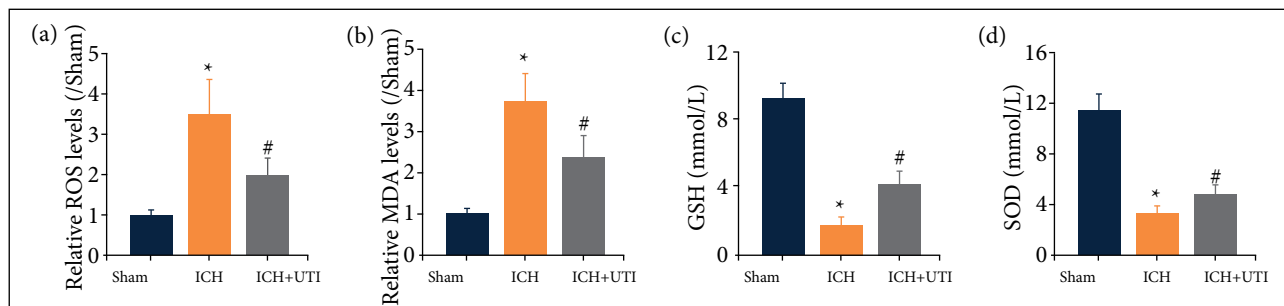 (a)
Relative ROS levels (/Sham)
5
4
3
2
1
0
*
#
Sham ICH ICH+UTI
(b)
Relative MDA levels (/Sham)
5
4
3
2
1
0
*
#
Sham ICH ICH+UTI
(c)
GSH (mmol/L)
12
8
4
0
*
#
Sham ICH ICH+UTI
(d)
SOD (mmol/L)
16
12
8
4
0
*
#
Sham ICH ICH+UTI